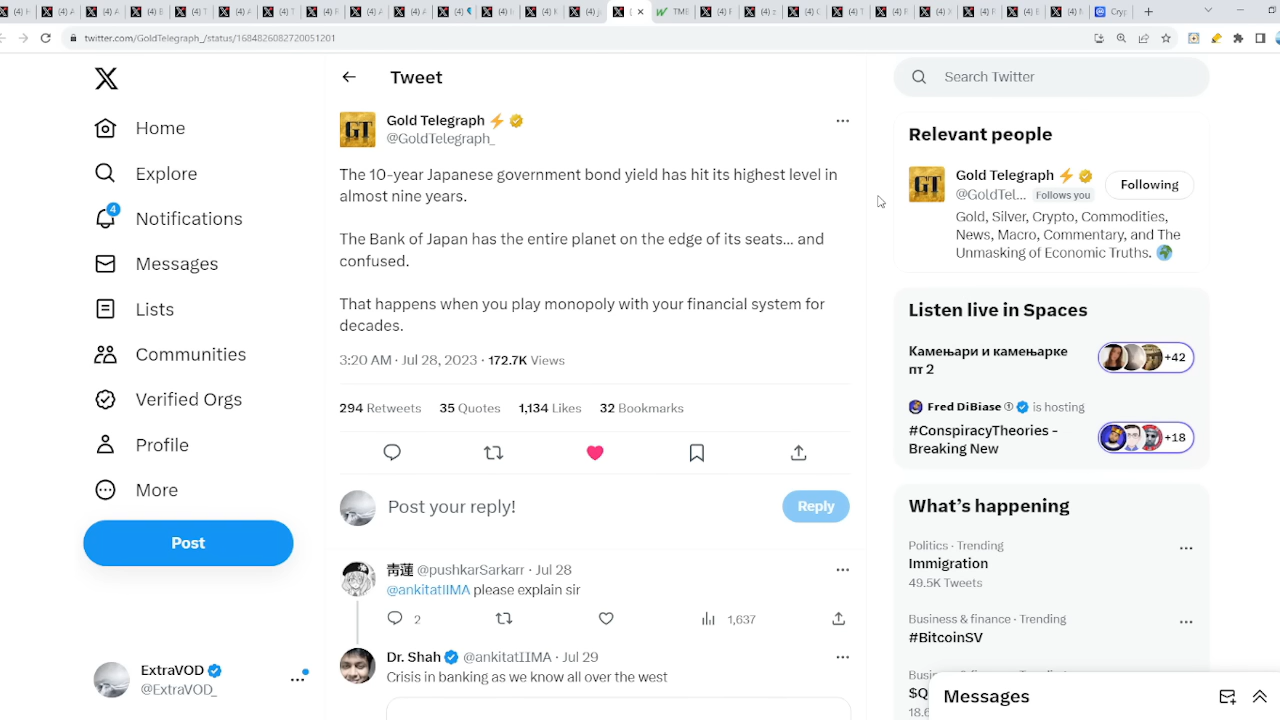 TME
Cryp
twitter.com/GoldTelegraph_/status/1684826082720051201
Home
Explore
4
Notifications
Messages
Lists
Communities
Verified Orgs
Profile
More
Post
ExtraVOD
@ExtraVOD_
Tweet
GT
Gold Telegraph
@GoldTelegraph_
The 10-year Japanese government bond yield has hit its highest level in
almost nine years.
The Bank of Japan has the entire planet on the edge of its seats... and
confused.
That happens when you play monopoly with your financial system for
decades.
3:20 AM · Jul 28, 2023 · 172.7K Views
294 Retweets 35 Quotes 1,134 Likes 32 Bookmarks
Post your reply!
Reply
青蓮 @pushkarSarkarr · Jul 28
@ankitatIIMA please explain sir
2
1,637
Dr. Shah @ankitatIIMA · Jul 29
Crisis in banking as we know all over the west
Search Twitter
Relevant people
GT
Gold Telegraph
@GoldTel... Follows you
Following
Gold, Silver, Crypto, Commodities,
News, Macro, Commentary, and The
Unmasking of Economic Truths.
Listen live in Spaces
Камењари и камењарке
пт 2
+42
Fred DiBiase is hosting
#ConspiracyTheories -
Breaking New
+18
What's happening
Politics · Trending
Immigration
49.5K Tweets
Business & finance · Trending
#BitcoinSV
Messages